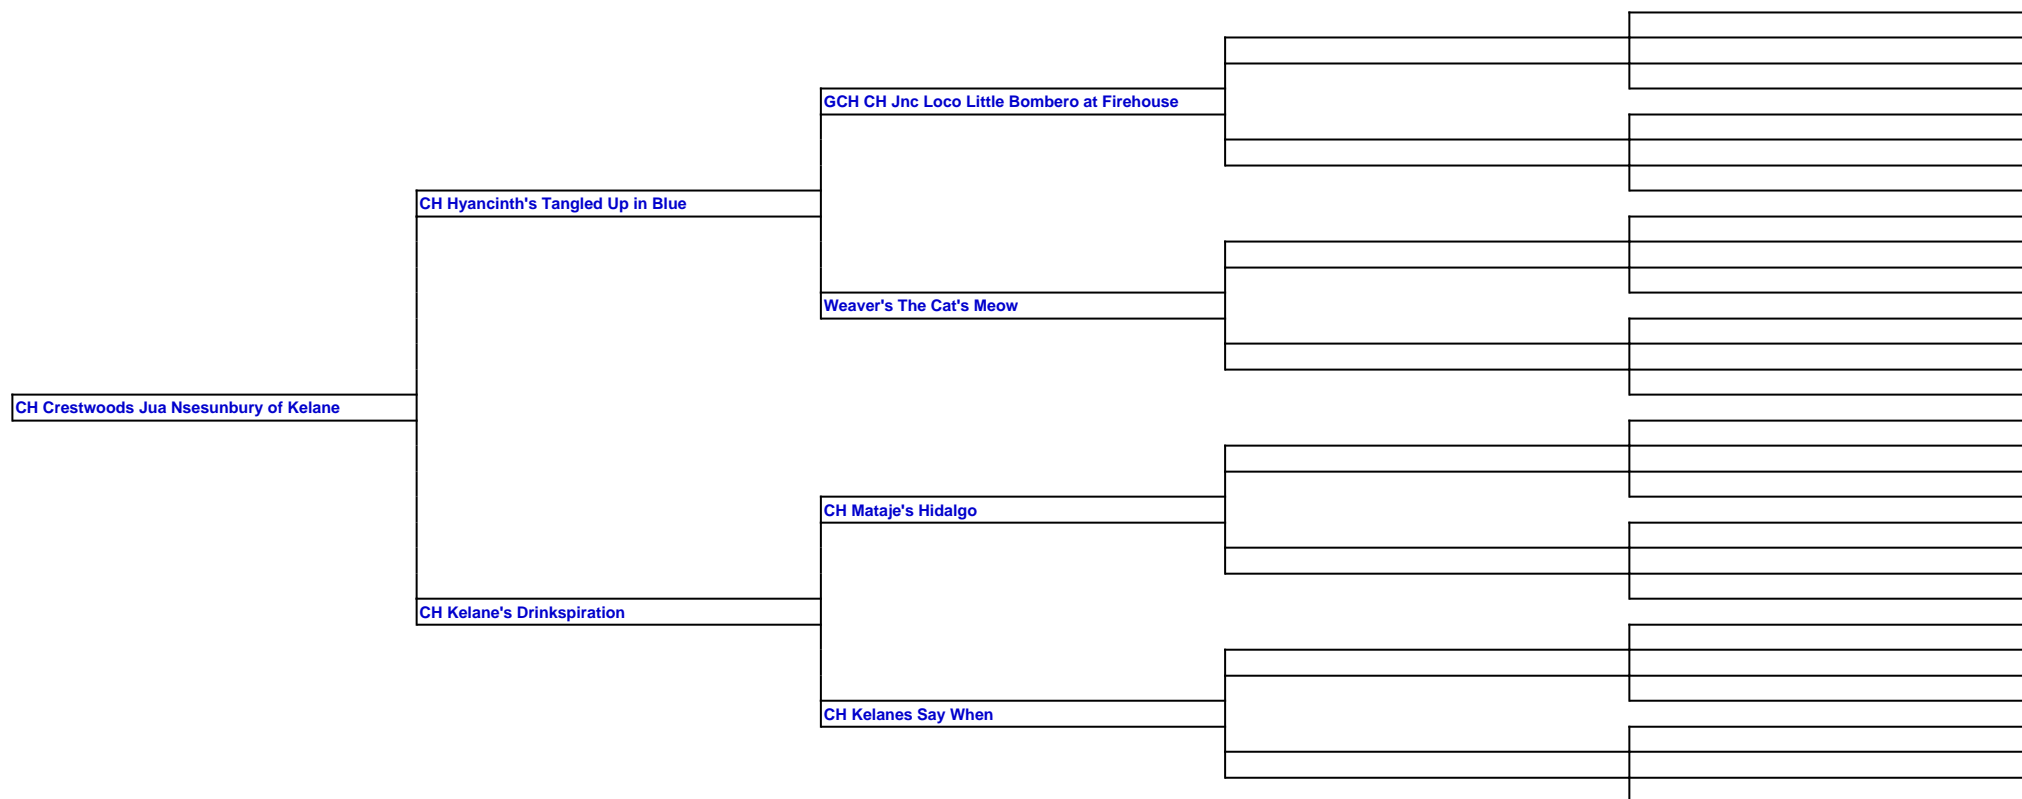 GCH CH Jnc Loco Little Bombero at Firehouse
CH Hyancinth's Tangled Up in Blue
Weaver's The Cat's Meow
CH Crestwoods Jua Nsesunbury of Kelane
CH Mataje's Hidalgo
CH Kelane's Drinkspiration
CH Kelanes Say When